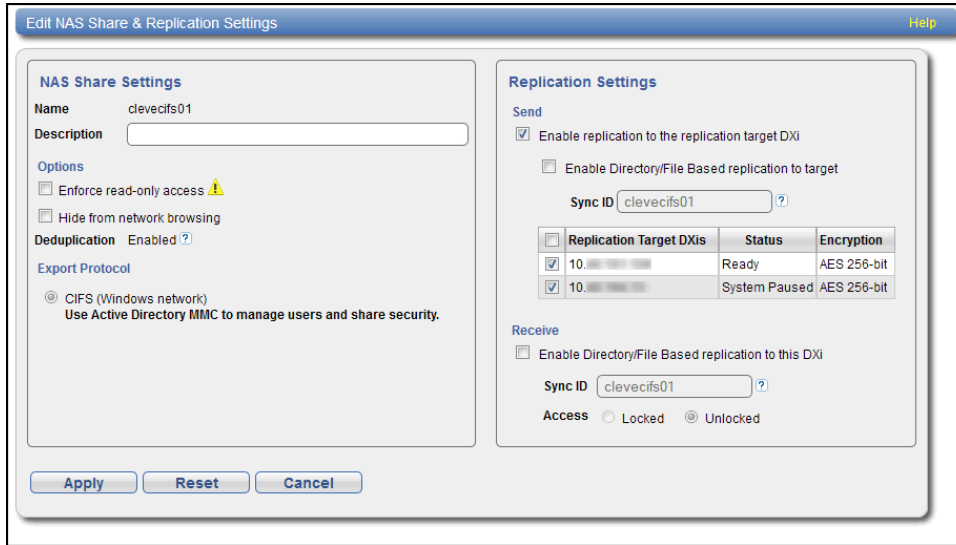 Edit NAS Share & Replication Settings
Help
NAS Share Settings
Name clevecifs01
Description
Options
Enforce read-only access
Hide from network browsing
Deduplication Enabled ?
Export Protocol
CIFS (Windows network)
Use Active Directory MMC to manage users and share security.
Replication Settings
Send
Enable replication to the replication target DXi
Enable Directory/File Based replication to target
Sync ID clevecifs01 ?
Replication Target DXis Status Encryption
10. Ready AES 256-bit
10. System Paused AES 256-bit
Receive
Enable Directory/File Based replication to this DXi
Sync ID clevecifs01 ?
Access Locked Unlocked
Apply Reset Cancel